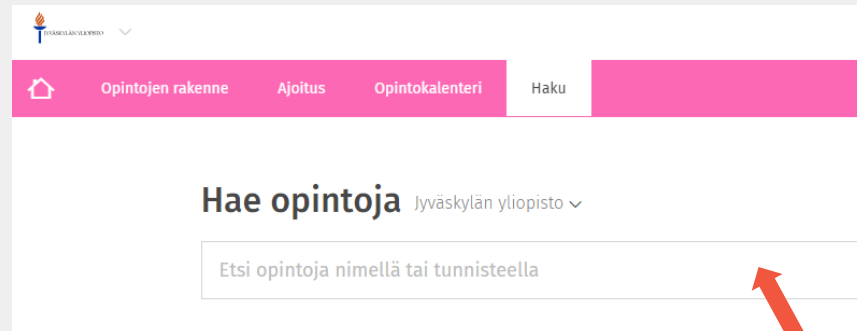 JYVÄSKYLÄN YLIOPISTO
Opintojen rakenne Ajoitus Opintokalenteri Haku
Hae opintoja Jyväskylän yliopisto
Etsi opintoja nimellä tai tunnisteella